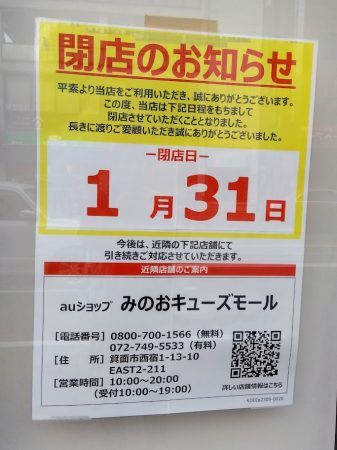 閉店のお知らせ
平素より当店をご利用いただき、誠にありがとうございます。
この度、当店は下記日程をもちまして
閉店させていただくこととなりました。
長きに渡りご愛顧いただき誠にありがとうございました。
―閉店日―
1月31日
今後は、近隣の下記店舗にて
引き続きご対応させていただきます。
近隣店舗のご案内
auショップ みのおキューズモール
[電話番号] 0800-700-1566(無料)
072-749-5533(有料)
[住 所] 箕面市西宿1-13-10
EAST2-211
[営業時間] 10:00~20:00
(受付10:00~19:00)
詳しい店舗情報はこちら